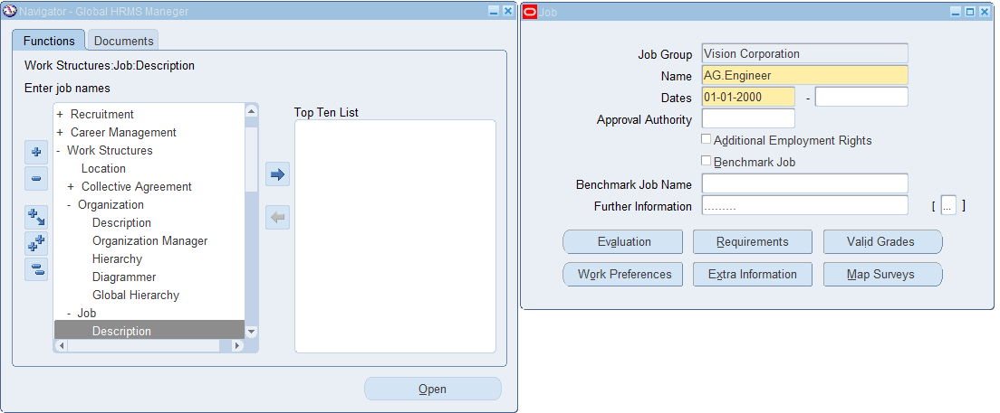 Navigator - Global HRMS Maneger
Functions
Documents
Work Structures:Job:Description
Enter job names
+ Recruitment
+ Career Management
- Work Structures
Location
+ Collective Agreement
- Organization
Description
Organization Manager
Hierarchy
Diagrammer
Global Hierarchy
- Job
Description
Top Ten List
Open
Job
Job Group Vision Corporation
Name AG.Engineer
Dates 01-01-2000 -
Approval Authority
Additional Employment Rights
Benchmark Job
Benchmark Job Name
Further Information ......... [ ... ]
Evaluation Requirements Valid Grades
Work Preferences Extra Information Map Surveys